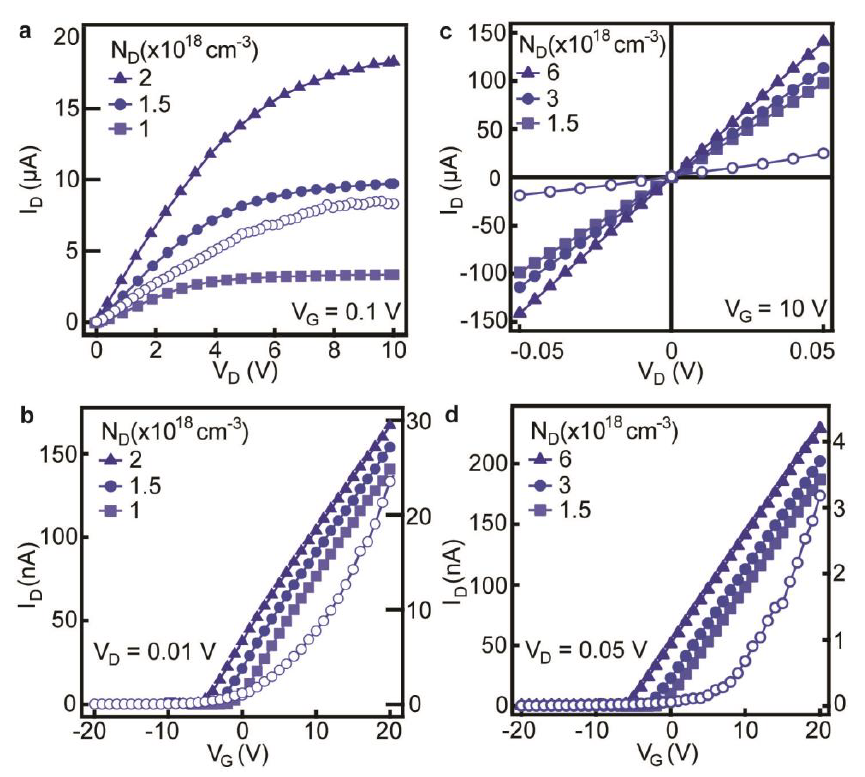 a
N_D(x10^18 cm^-3)
2
1.5
1
20
15
10
5
0
I_D (μA)
V_G = 0.1 V
0 2 4 6 8 10
V_D (V)
c
N_D(x10^18 cm^-3)
6
3
1.5
150
100
50
0
-50
-100
-150
I_D (μA)
V_G = 10 V
-0.05 0 0.05
V_D (V)
b
N_D(x10^18 cm^-3)
2
1.5
1
150
100
50
0
I_D(nA)
30
20
10
0
V_D = 0.01 V
-20 -10 0 10 20
V_G (V)
d
N_D(x10^18 cm^-3)
6
3
1.5
200
150
100
50
0
I_D(nA)
4
3
2
1
0
V_D = 0.05 V
-20 -10 0 10 20
V_G (V)